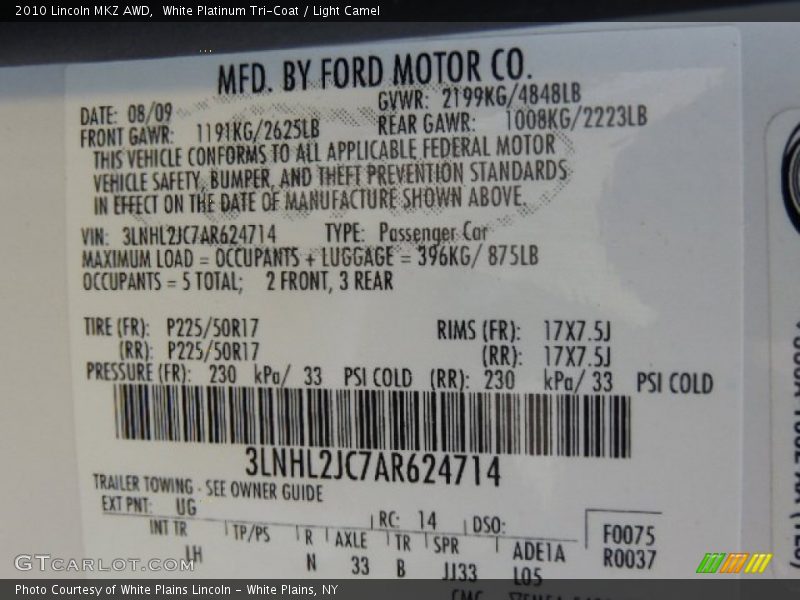 2010 Lincoln MKZ AWD, White Platinum Tri-Coat / Light Camel
MFD. BY FORD MOTOR CO.
DATE: 08/09 GVWR: 2199KG/4848LB
FRONT GAWR: 1191KG/2625LB REAR GAWR: 1008KG/2223LB
THIS VEHICLE CONFORMS TO ALL APPLICABLE FEDERAL MOTOR
VEHICLE SAFETY, BUMPER, AND THEFT PREVENTION STANDARDS
IN EFFECT ON THE DATE OF MANUFACTURE SHOWN ABOVE.
VIN: 3LNHL2JC7AR624714 TYPE: Passenger Car
MAXIMUM LOAD = OCCUPANTS + LUGGAGE = 396KG/ 875LB
OCCUPANTS = 5 TOTAL; 2 FRONT, 3 REAR
TIRE (FR): P225/50R17 RIMS (FR): 17X7.5J
(RR): P225/50R17 (RR): 17X7.5J
PRESSURE (FR): 230 kPa/ 33 PSI COLD (RR): 230 kPa/ 33 PSI COLD
3LNHL2JC7AR624714
TRAILER TOWING - SEE OWNER GUIDE
EXT PNT: UG RC: 14 DSO: F0075
INT TR TP/PS R AXLE TR SPR ADE1A R0037
LH N 33 B JJ33 L05
GTCARLOT.COM
Photo Courtesy of White Plains Lincoln - White Plains, NY